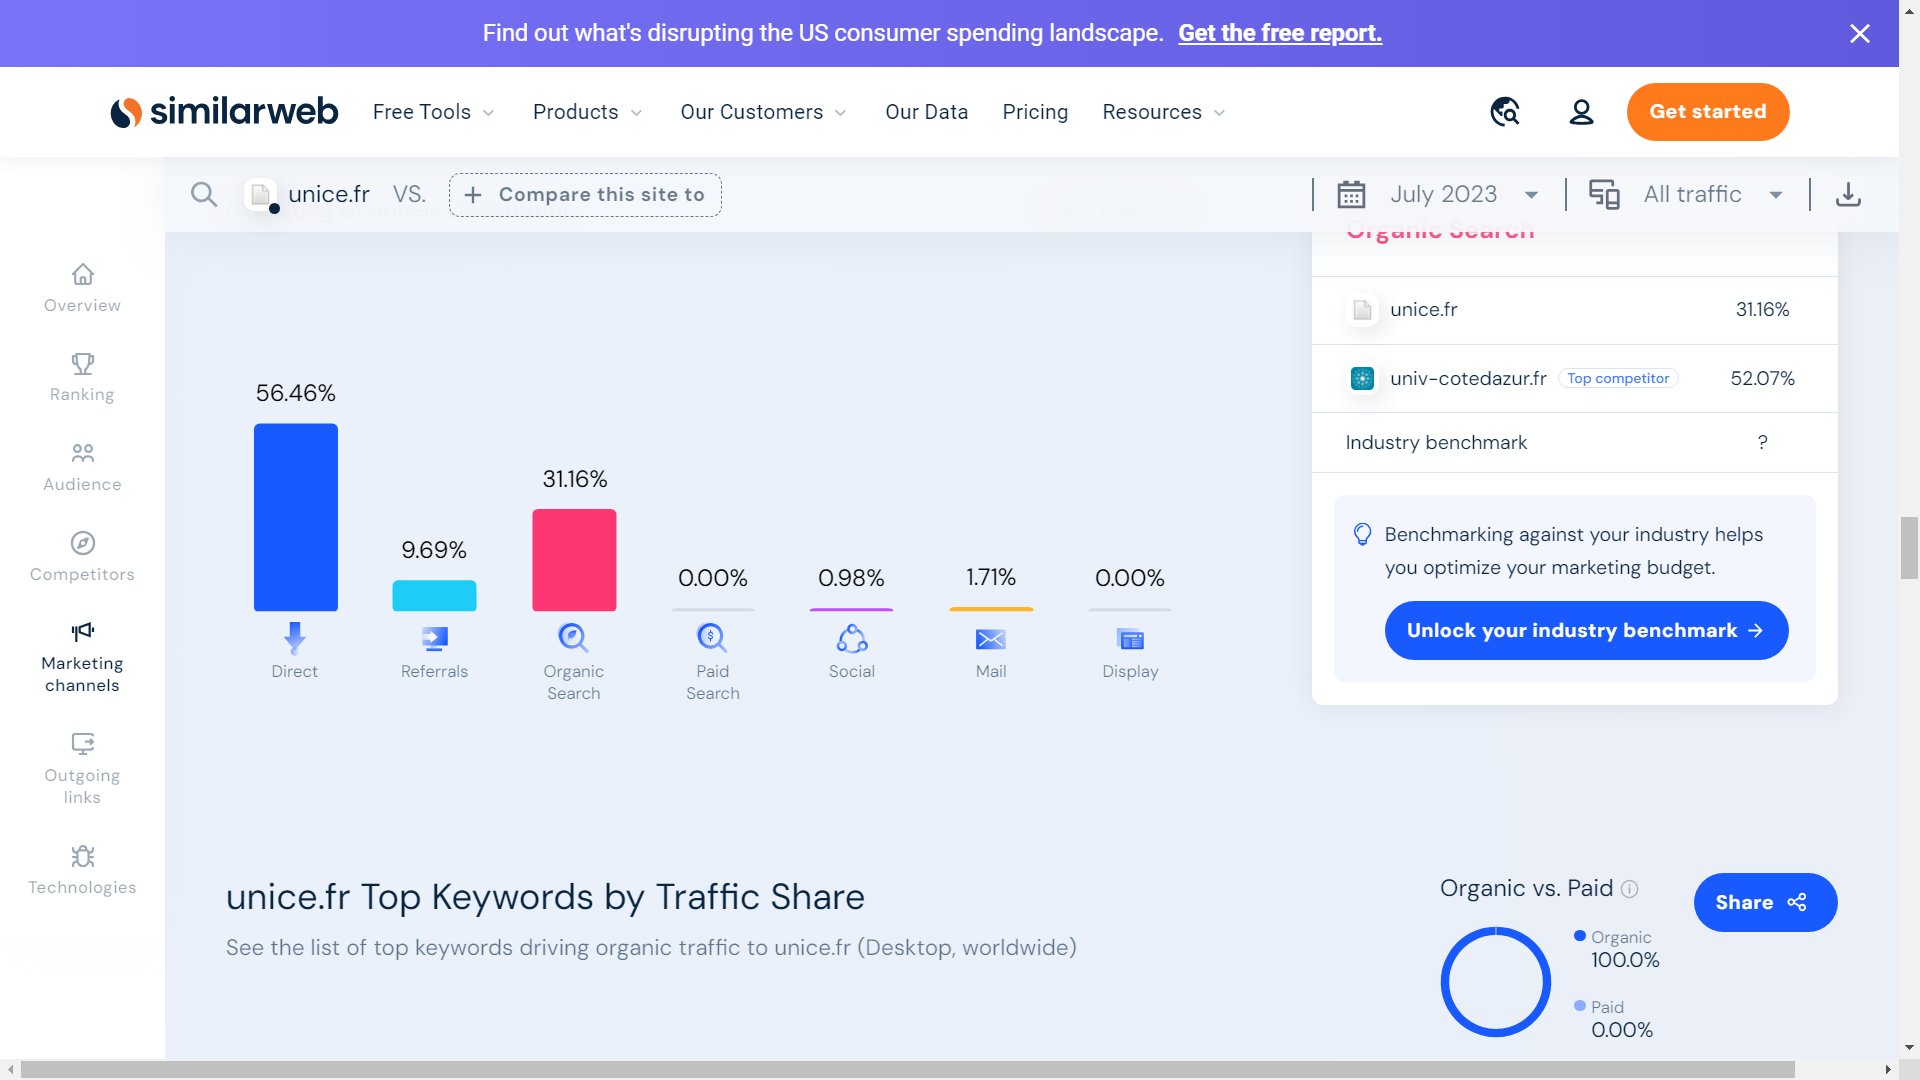 Find out what's disrupting the US consumer spending landscape. Get the free report.
similarweb
Free Tools
Products
Our Customers
Our Data
Pricing
Resources
Get started
unice.fr VS. + Compare this site to
July 2023
All traffic
Organic Search
Overview
Ranking
Audience
Competitors
Marketing
channels
Outgoing
links
Technologies
56.46%
9.69%
31.16%
0.00%
0.98%
1.71%
0.00%
Direct
Referrals
Organic
Search
Paid
Search
Social
Mail
Display
unice.fr 31.16%
univ-cotedazur.fr Top competitor 52.07%
Industry benchmark ?
Benchmarking against your industry helps
you optimize your marketing budget.
Unlock your industry benchmark →
unice.fr Top Keywords by Traffic Share
See the list of top keywords driving organic traffic to unice.fr (Desktop, worldwide)
Organic vs. Paid
Share
Organic
100.0%
Paid
0.00%